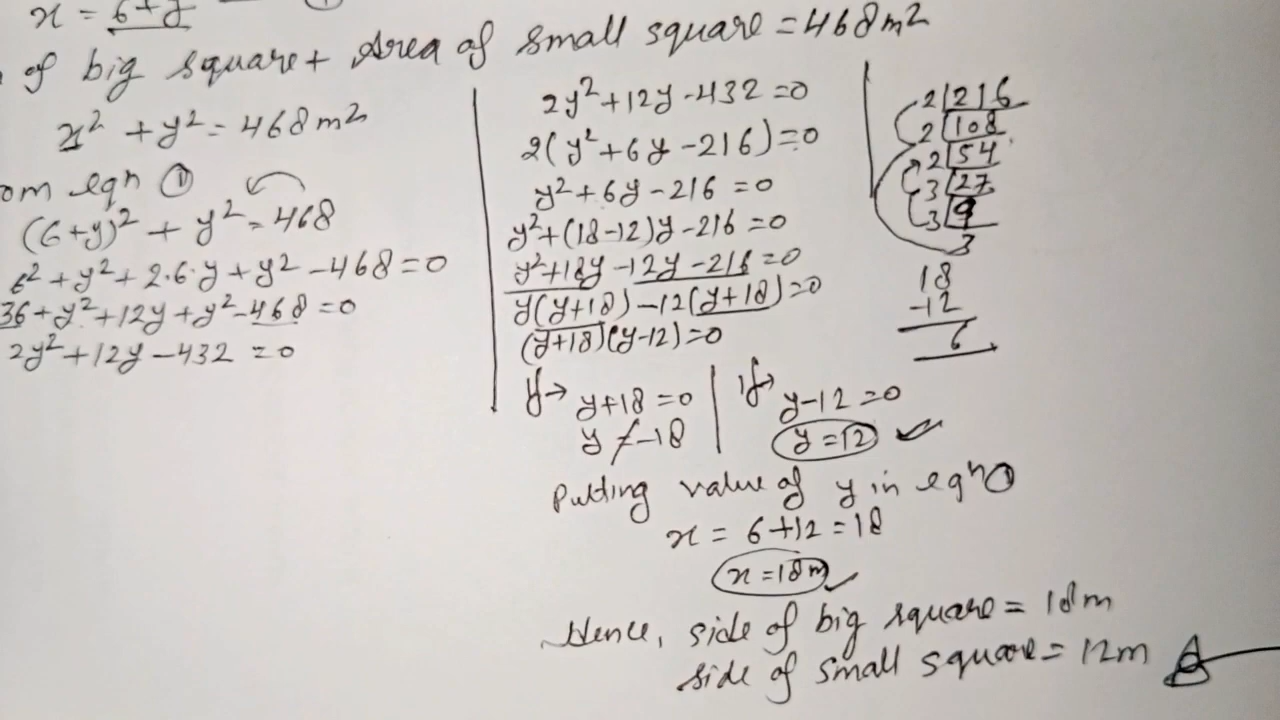 x = 6+y
of big square + Area of small square = 468m²
x² + y² = 468m²
om eqⁿ ①
(6+y)² + y² = 468
6² + y² + 2·6·y + y² - 468 = 0
36 + y² + 12y + y² - 468 = 0
2y² + 12y - 432 = 0
2y² + 12y - 432 = 0
2(y² + 6y - 216) = 0
y² + 6y - 216 = 0
y² + (18-12)y - 216 = 0
y² + 18y - 12y - 216 = 0
y(y+18) - 12(y+18) = 0
(y+18)(y-12) = 0
If → y+18 = 0
y ≠ -18
If → y-12 = 0
y = 12 ✓
Putting value of y in eqⁿ ①
x = 6+12 = 18
x = 18m ✓
Hence, side of big square = 18m
side of small square = 12m
2|216
2|108
2|54
3|27
3|9
3
18
-12
6